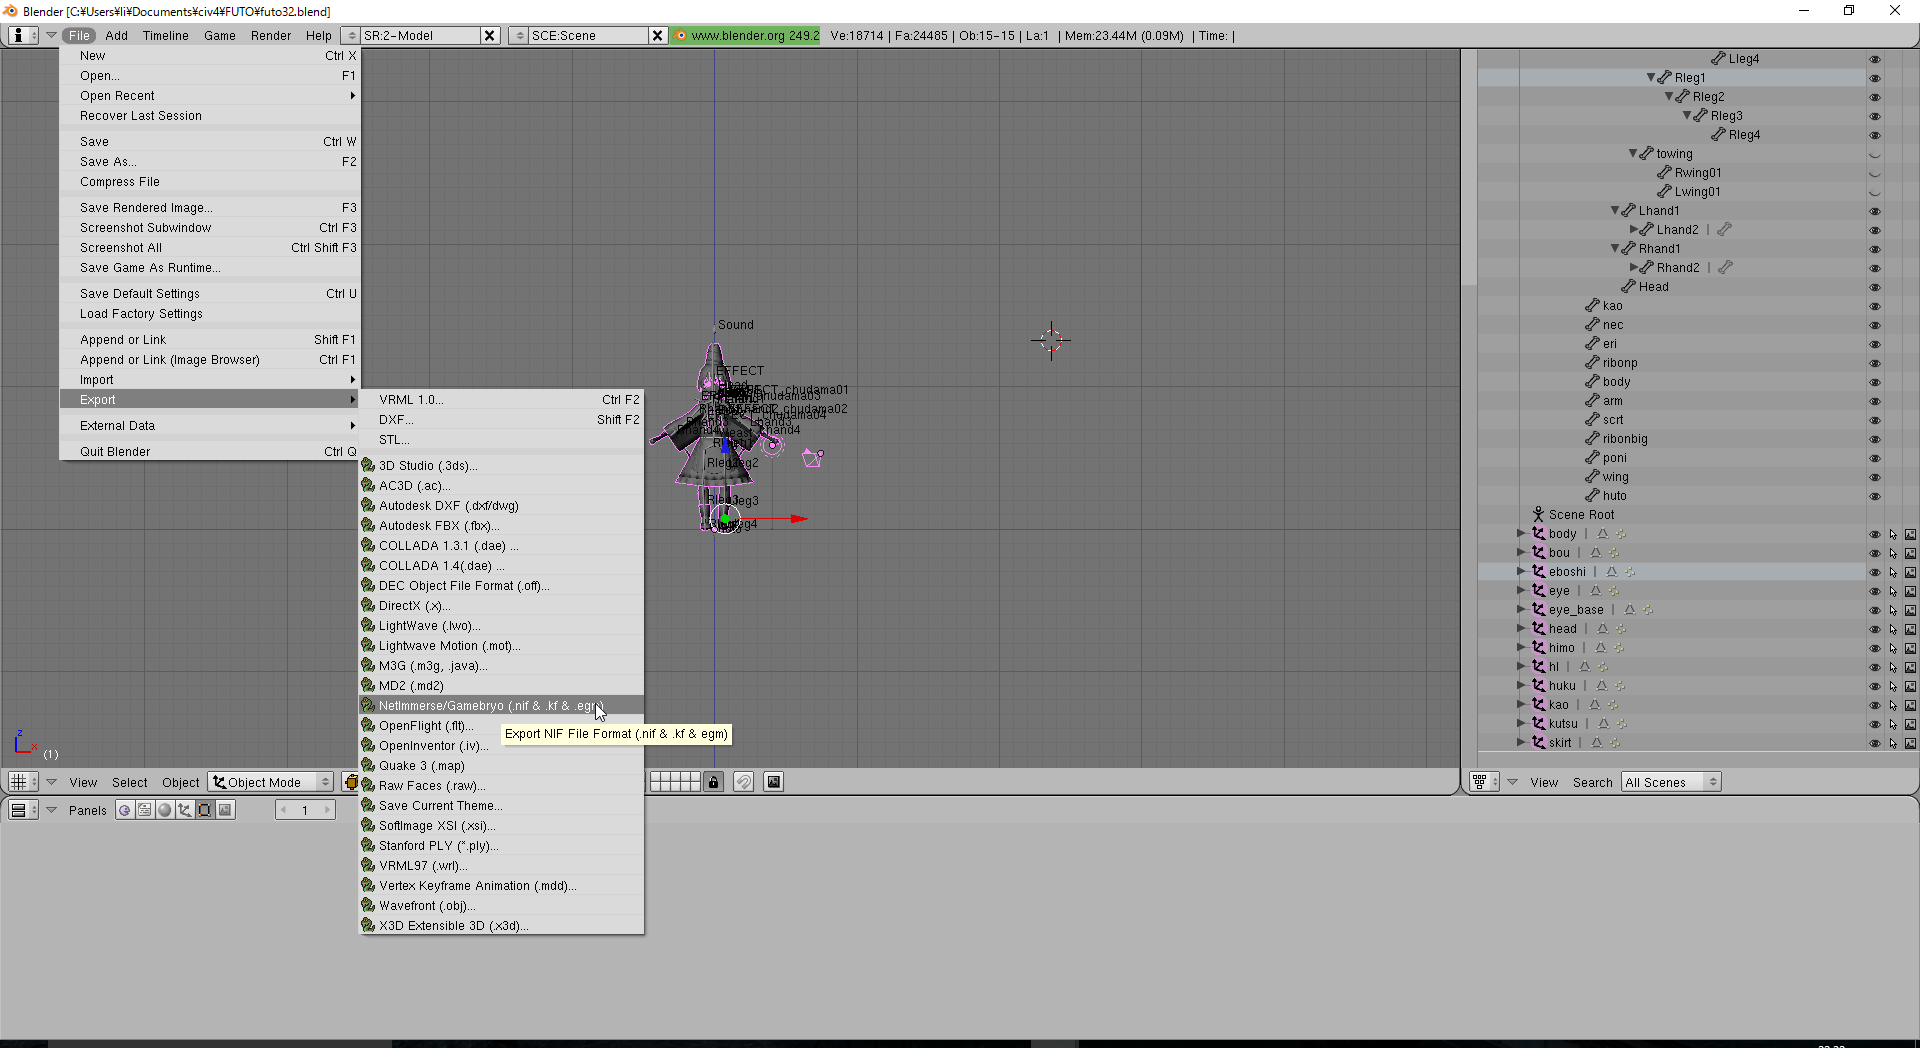 Blender [C:¥Users¥li¥Documents¥civ4¥FUTO¥futo32.blend]
File Add Timeline Game Render Help SR:2-Model SCE:Scene www.blender.org 249.2 Ve:18714 | Fa:24485 | Ob:15-15 | La:1 | Mem:23.44M (0.09M) | Time: |
New Ctrl X
Open... F1
Open Recent
Recover Last Session
Save Ctrl W
Save As... F2
Compress File
Save Rendered Image... F3
Screenshot Subwindow Ctrl F3
Screenshot All Ctrl Shift F3
Save Game As Runtime...
Save Default Settings Ctrl U
Load Factory Settings
Append or Link Shift F1
Append or Link (Image Browser) Ctrl F1
Import
Export
External Data
Quit Blender Ctrl Q
VRML 1.0... Ctrl F2
DXF... Shift F2
STL...
3D Studio (.3ds)...
AC3D (.ac)...
Autodesk DXF (.dxf/dwg)
Autodesk FBX (.fbx)...
COLLADA 1.3.1 (.dae) ...
COLLADA 1.4(.dae) ...
DEC Object File Format (.off)...
DirectX (.x)...
LightWave (.lwo)...
Lightwave Motion (.mot)...
M3G (.m3g, .java)...
MD2 (.md2)
NetImmerse/Gamebryo (.nif & .kf & .egm)
OpenFlight (.flt)...
OpenInventor (.iv)...
Quake 3 (.map)
Raw Faces (.raw)...
Save Current Theme...
SoftImage XSI (.xsi)...
Stanford PLY (*.ply)...
VRML97 (.wrl)...
Vertex Keyframe Animation (.mdd)...
Wavefront (.obj)...
X3D Extensible 3D (.x3d)...
Export NIF File Format (.nif & .kf & egm)
Sound
EFFECT
chudama01
chudama03
chudama02
chudama04
z
x
(1)
View Select Object Object Mode
Panels 1
Lleg4
Rleg1
Rleg2
Rleg3
Rleg4
towing
Rwing01
Lwing01
Lhand1
Lhand2
Rhand1
Rhand2
Head
kao
nec
eri
ribonp
body
arm
scrt
ribonbig
poni
wing
huto
Scene Root
body
bou
eboshi
eye
eye_base
head
himo
hl
huku
kao
kutsu
skirt
View Search All Scenes